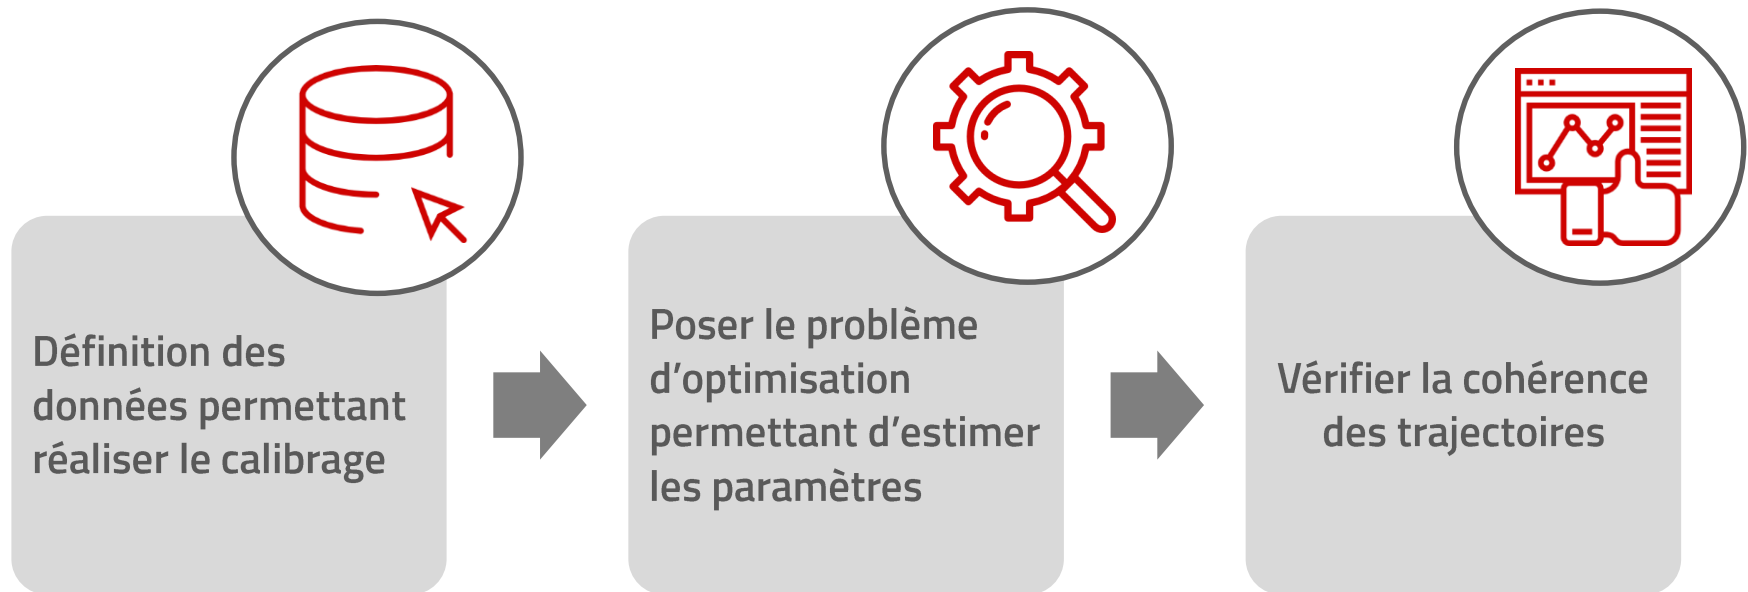 Définition des
données permettant
réaliser le calibrage
Poser le problème
d’optimisation
permettant d’estimer
les paramètres
Vérifier la cohérence
des trajectoires